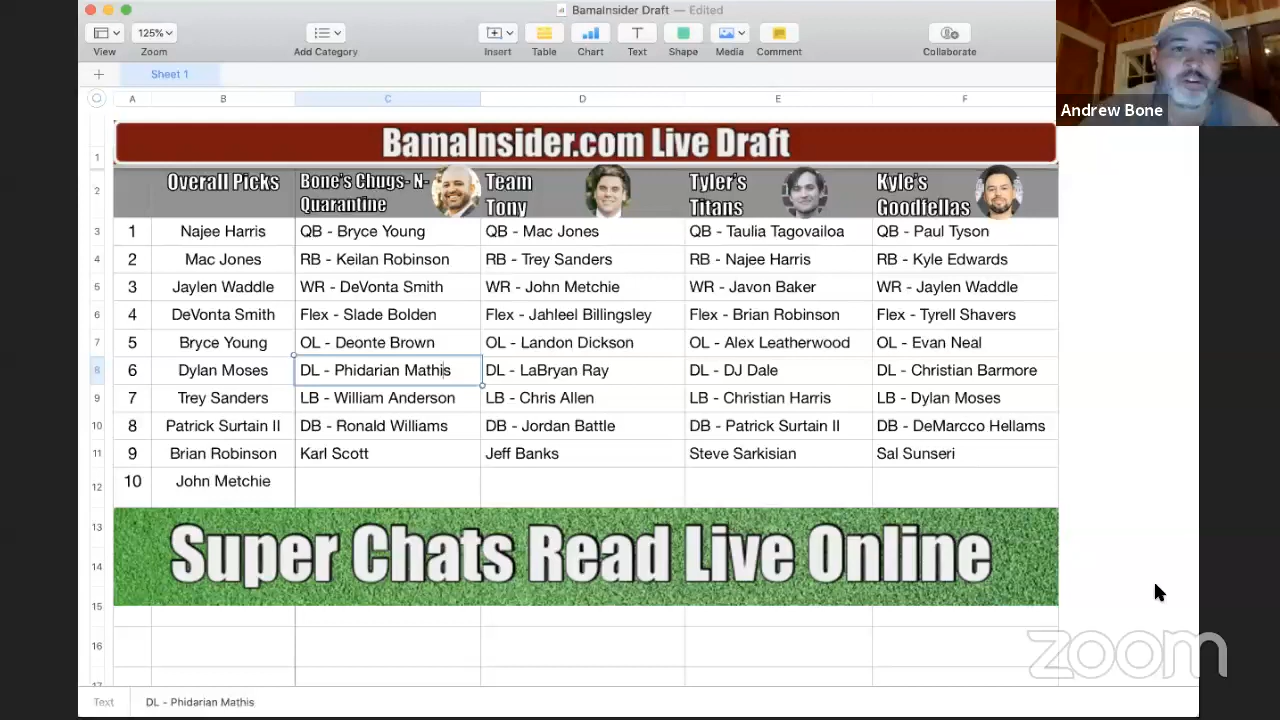 BamaInsider Draft — Edited
125%
View Zoom Add Category Insert Table Chart Text Shape Media Comment Collaborate
Sheet 1
Andrew Bone
A B C D E F
BamaInsider.com Live Draft
1
2 Overall Picks Bone's Chugs-N-Quarantine Team Tony Tyler's Titans Kyle's Goodfellas
3 1 Najee Harris QB - Bryce Young QB - Mac Jones QB - Taulia Tagovailoa QB - Paul Tyson
4 2 Mac Jones RB - Keilan Robinson RB - Trey Sanders RB - Najee Harris RB - Kyle Edwards
5 3 Jaylen Waddle WR - DeVonta Smith WR - John Metchie WR - Javon Baker WR - Jaylen Waddle
6 4 DeVonta Smith Flex - Slade Bolden Flex - Jahleel Billingsley Flex - Brian Robinson Flex - Tyrell Shavers
7 5 Bryce Young OL - Deonte Brown OL - Landon Dickson OL - Alex Leatherwood OL - Evan Neal
8 6 Dylan Moses DL - Phidarian Mathis DL - LaBryan Ray DL - DJ Dale DL - Christian Barmore
9 7 Trey Sanders LB - William Anderson LB - Chris Allen LB - Christian Harris LB - Dylan Moses
10 8 Patrick Surtain II DB - Ronald Williams DB - Jordan Battle DB - Patrick Surtain II DB - DeMarcco Hellams
11 9 Brian Robinson Karl Scott Jeff Banks Steve Sarkisian Sal Sunseri
12 10 John Metchie
13
Super Chats Read Live Online
14
15
16
17
zoom
Text DL - Phidarian Mathis